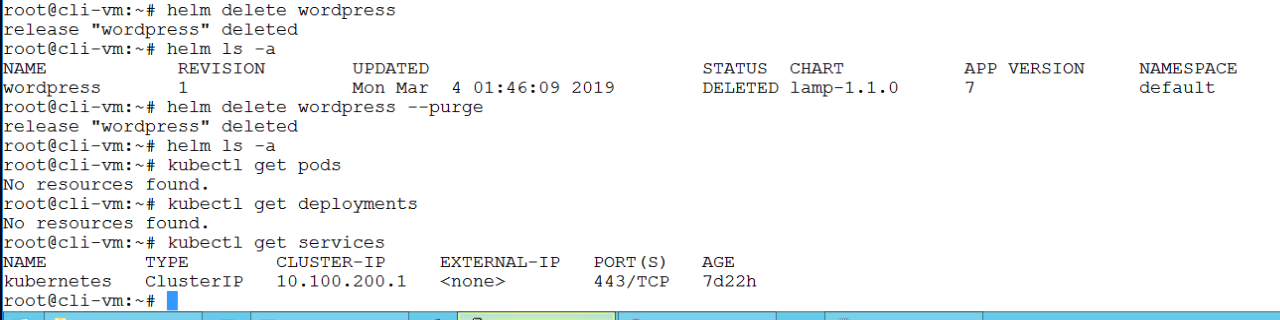 root@cli-vm:~# helm delete wordpress
release "wordpress" deleted
root@cli-vm:~# helm ls -a
NAME REVISION UPDATED STATUS CHART APP VERSION NAMESPACE
wordpress 1 Mon Mar 4 01:46:09 2019 DELETED lamp-1.1.0 7 default
root@cli-vm:~# helm delete wordpress --purge
release "wordpress" deleted
root@cli-vm:~# helm ls -a
root@cli-vm:~# kubectl get pods
No resources found.
root@cli-vm:~# kubectl get deployments
No resources found.
root@cli-vm:~# kubectl get services
NAME TYPE CLUSTER-IP EXTERNAL-IP PORT(S) AGE
kubernetes ClusterIP 10.100.200.1 <none> 443/TCP 7d22h
root@cli-vm:~#